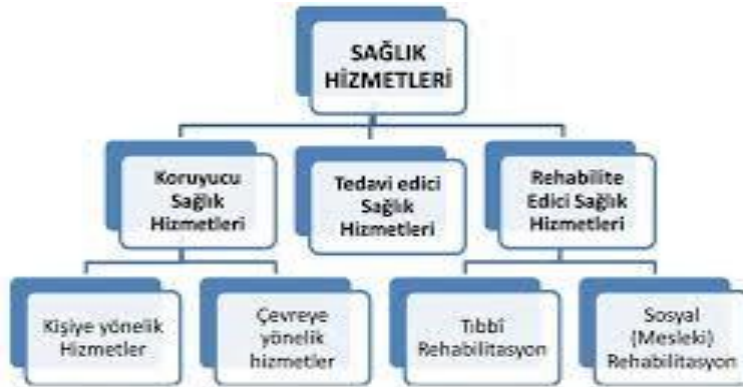 SAĞLIK
HİZMETLERİ
Koruyucu
Sağlık
Hizmetleri
Tedavi edici
Sağlık
Hizmetleri
Rehabilite
Edici Sağlık
Hizmetleri
Kişiye yönelik
Hizmetler
Çevreye
yönelik
hizmetler
Tıbbî
Rehabilitasyon
Sosyal
(Mesleki)
Rehabilitasyon